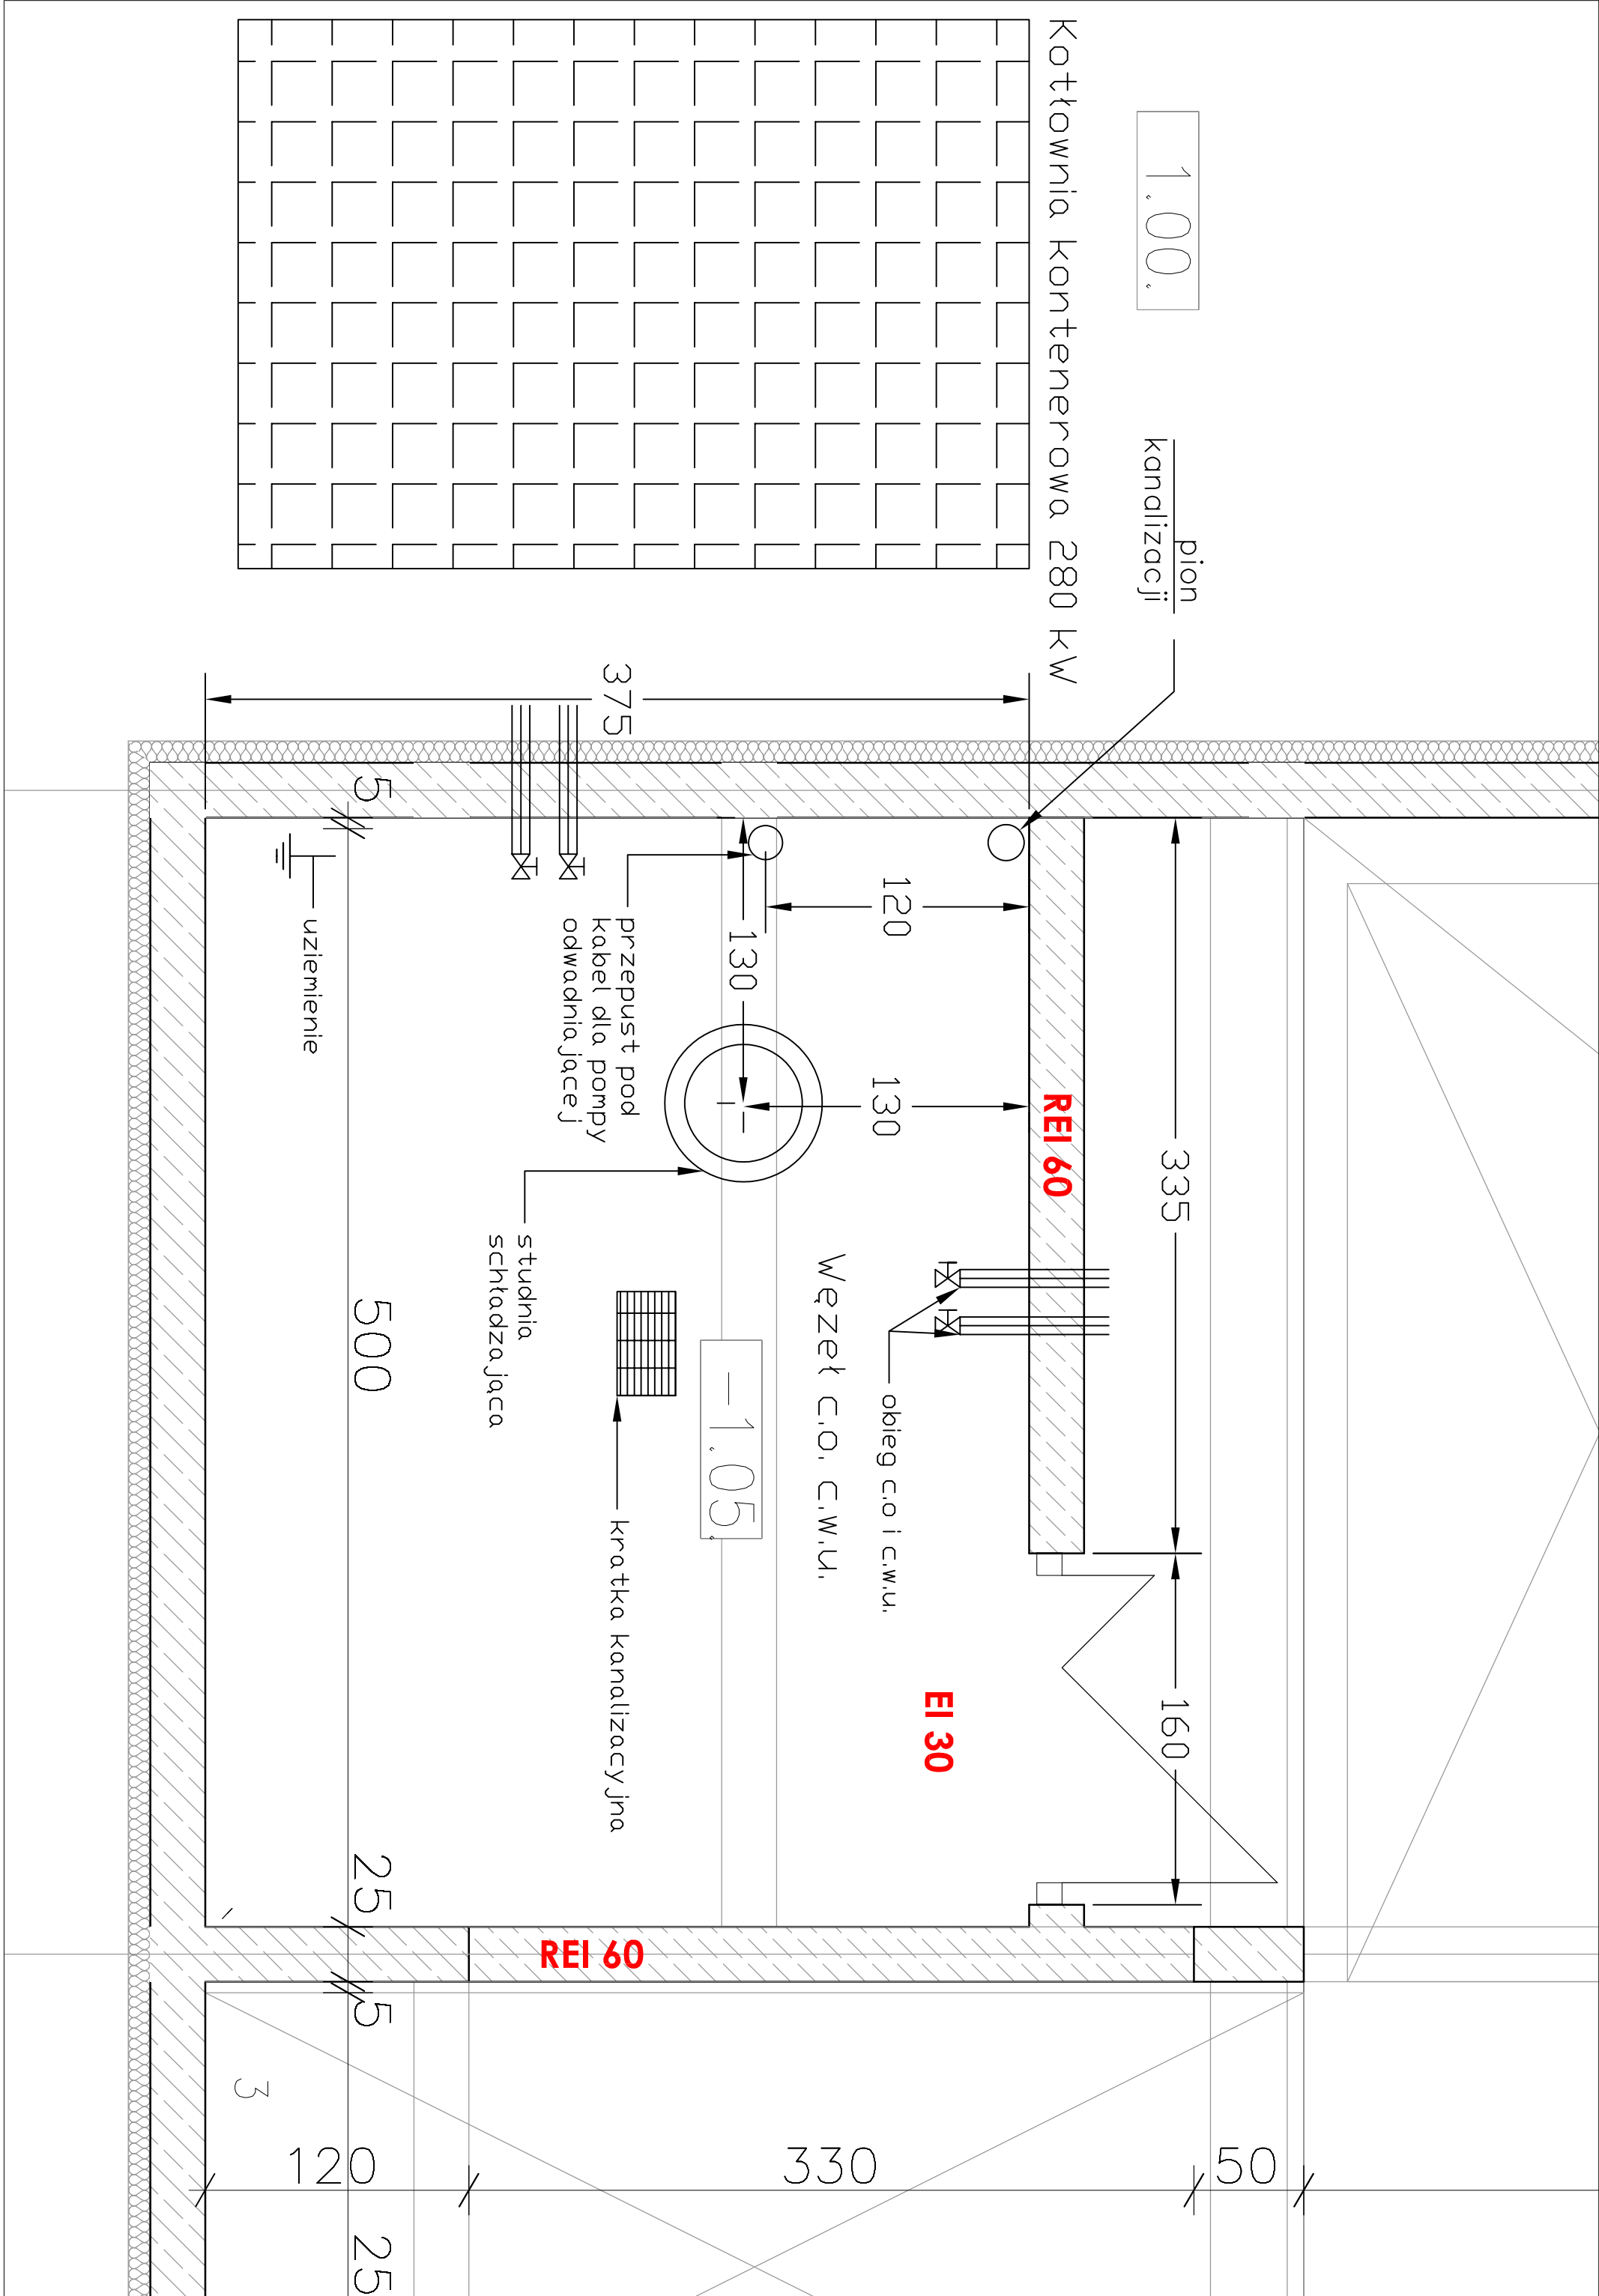 1.00.
Kotłownia kontenerowa 280 kW
pion
kanalizacji
375
335
160
REI 60
120
130
130
obieg c.o i c.w.u.
EI 30
Węzeł c.o. c.w.u.
-1.05.
przepust pod
kabel dla pompy
odwadniającej
studnia
schładzająca
kratka kanalizacyjna
REI 60
uziemienie
5
500
25
5
25
3
120
330
50